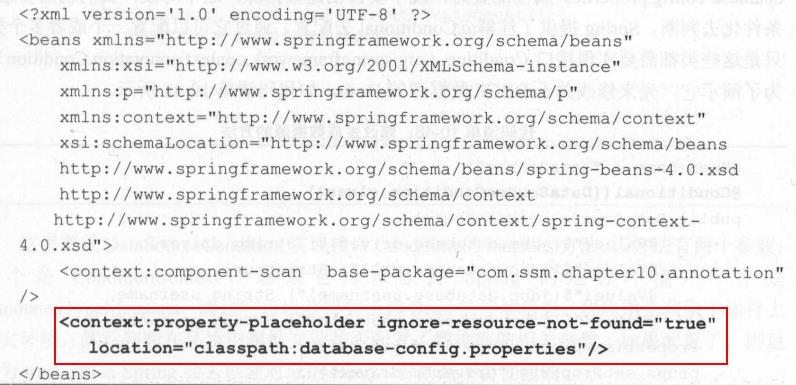 <?xml version='1.0' encoding='UTF-8' ?>
<beans xmlns="http://www.springframework.org/schema/beans"
xmlns:xsi="http://www.w3.org/2001/XMLSchema-instance"
xmlns:p="http://www.springframework.org/schema/p"
xmlns:context="http://www.springframework.org/schema/context"
xsi:schemaLocation="http://www.springframework.org/schema/beans
http://www.springframework.org/schema/beans/spring-beans-4.0.xsd
http://www.springframework.org/schema/context
http://www.springframework.org/schema/context/spring-context-
4.0.xsd">
<context:component-scan base-package="com.ssm.chapter10.annotation"
/>
<context:property-placeholder ignore-resource-not-found="true"
location="classpath:database-config.properties"/>
</beans>